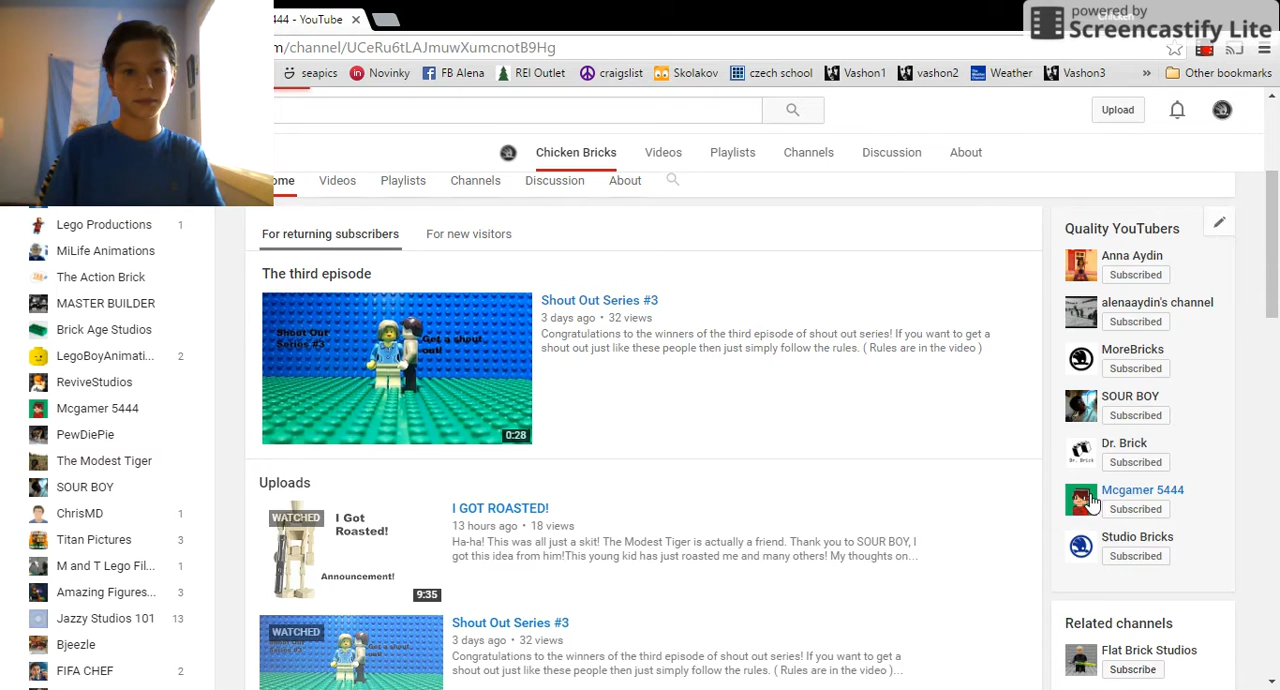 444 - YouTube
powered by
Screencastify Lite
m/channel/UCeRu6tLAJmuwXumcnotB9Hg
seapics
Novinky
FB Alena
REI Outlet
craigslist
Skolakov
czech school
Vashon1
vashon2
Weather
Vashon3
»
Other bookmarks
Upload
Chicken Bricks
Videos
Playlists
Channels
Discussion
About
ome
Videos
Playlists
Channels
Discussion
About
Lego Productions 1
MiLife Animations
The Action Brick
MASTER BUILDER
Brick Age Studios
LegoBoyAnimati... 2
ReviveStudios
Mcgamer 5444
PewDiePie
The Modest Tiger
SOUR BOY
ChrisMD 1
Titan Pictures 3
M and T Lego Fil... 1
Amazing Figures... 3
Jazzy Studios 101 13
Bjeezle
FIFA CHEF 2
For returning subscribers
For new visitors
The third episode
Shout Out
Series #3
Get a shout
out!
0:28
Shout Out Series #3
3 days ago • 32 views
Congratulations to the winners of the third episode of shout out series! If you want to get a
shout out just like these people then just simply follow the rules. ( Rules are in the video )
Uploads
WATCHED
I Got
Roasted!
Announcement!
9:35
I GOT ROASTED!
13 hours ago • 18 views
Ha-ha! This was all just a skit! The Modest Tiger is actually a friend. Thank you to SOUR BOY, I
got this idea from him!This young kid has just roasted me and many others! My thoughts on...
WATCHED
Shout Out Series #3
3 days ago • 32 views
Congratulations to the winners of the third episode of shout out series! If you want to get a
shout out just like these people then just simply follow the rules. ( Rules are in the video )...
Quality YouTubers
Anna Aydin
Subscribed
alenaaydin's channel
Subscribed
MoreBricks
Subscribed
SOUR BOY
Subscribed
Dr. Brick
Dr. Brick
Subscribed
Mcgamer 5444
Subscribed
Studio Bricks
Subscribed
Related channels
Flat Brick Studios
Subscribe